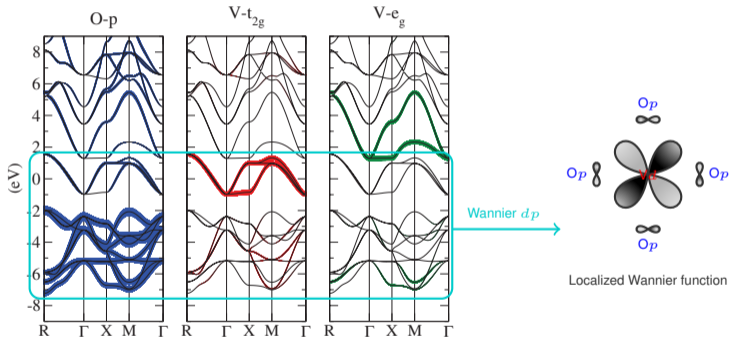 O-p
V-t2g
V-eg
(eV)
8
6
4
2
0
-2
-4
-6
-8
R Γ X M Γ
R Γ X M Γ
R Γ X M Γ
Wannier dp
Op
Op
Vd
Op
Op
Localized Wannier function